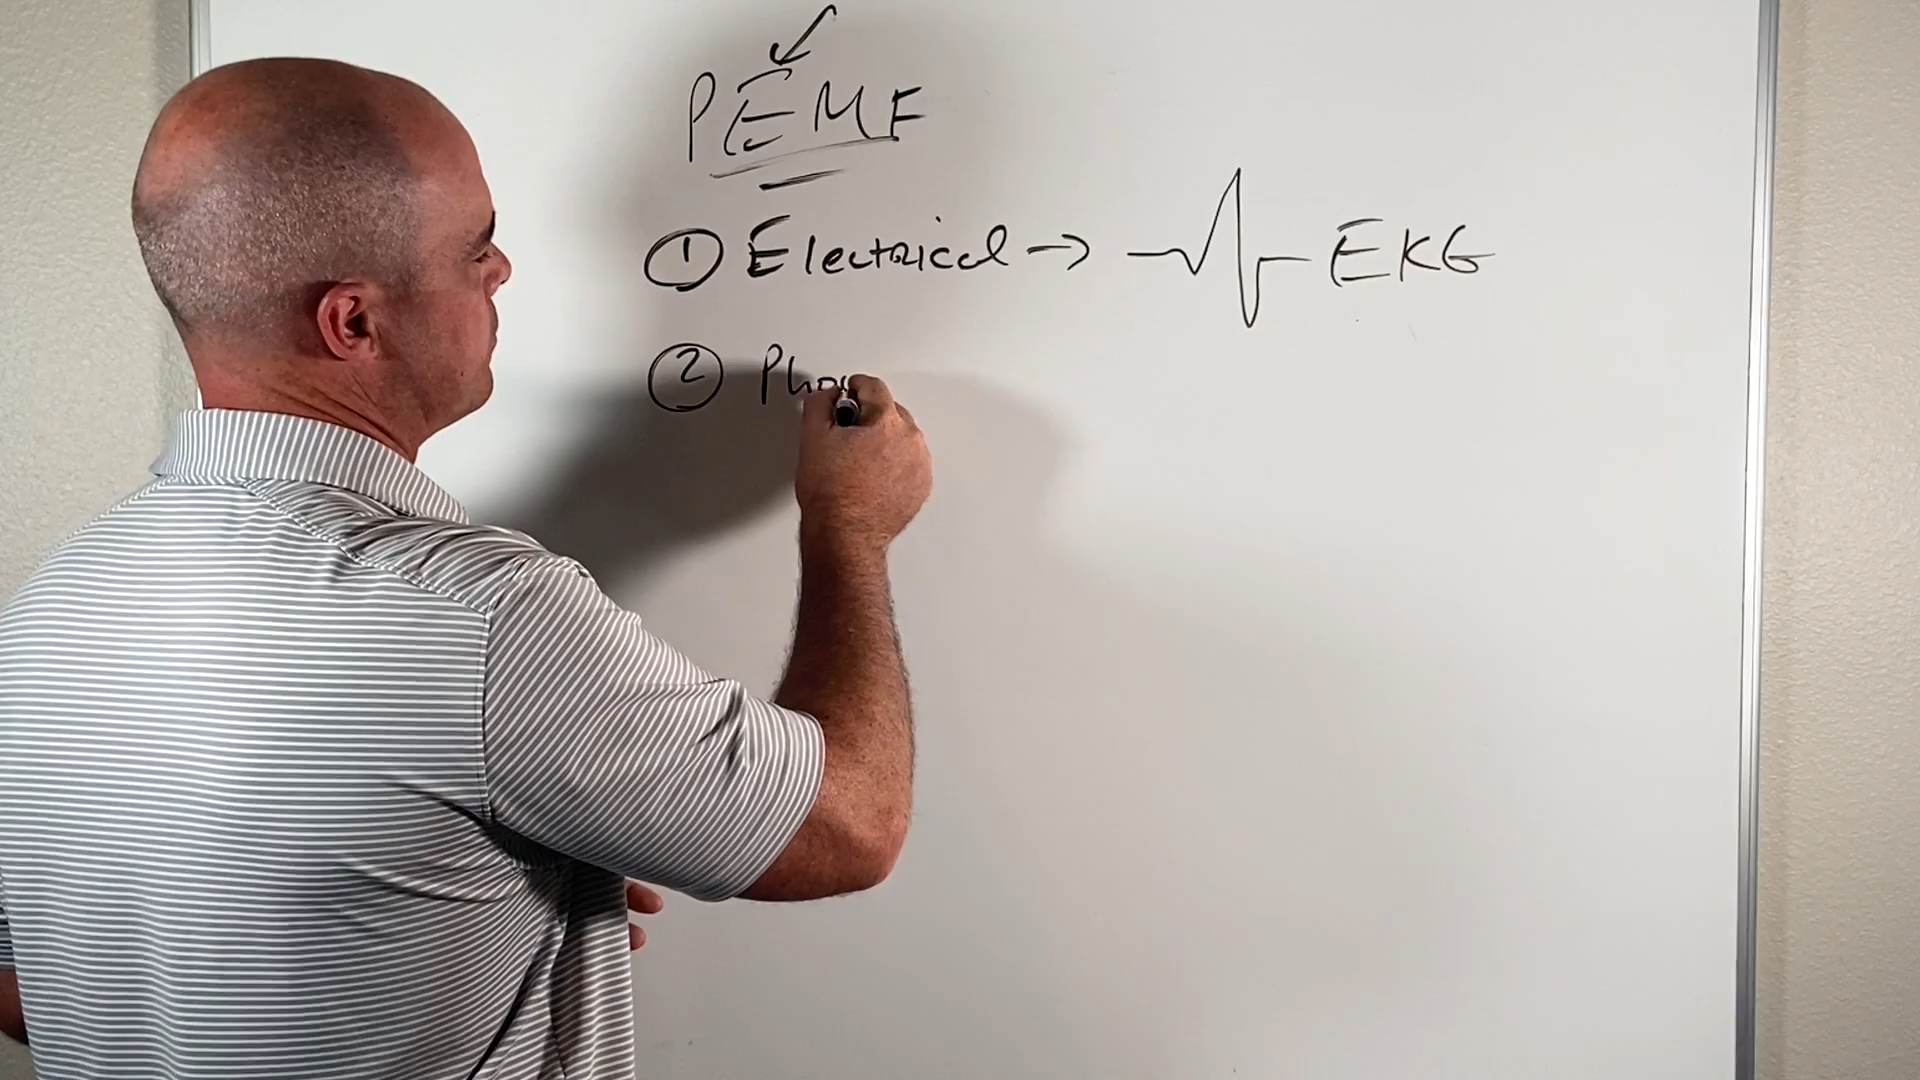 PEMF
① Electrical → EKG
② Pho